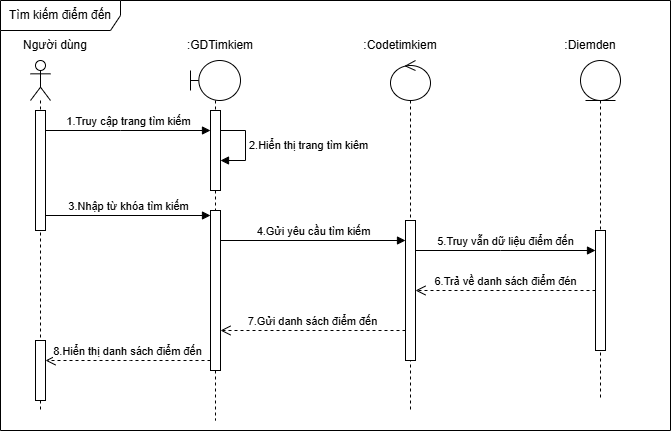 Tìm kiếm điểm đến
Người dùng
:GDTimkiem
:Codetimkiem
:Diemden
1.Truy cập trang tìm kiếm
2.Hiển thị trang tìm kiêm
3.Nhập từ khóa tìm kiếm
4.Gửi yêu cầu tìm kiếm
5.Truy vẫn dữ liệu điểm đến
6.Trả về danh sách điểm đén
7.Gửi danh sách điểm đến
8.Hiển thị danh sách điểm đến